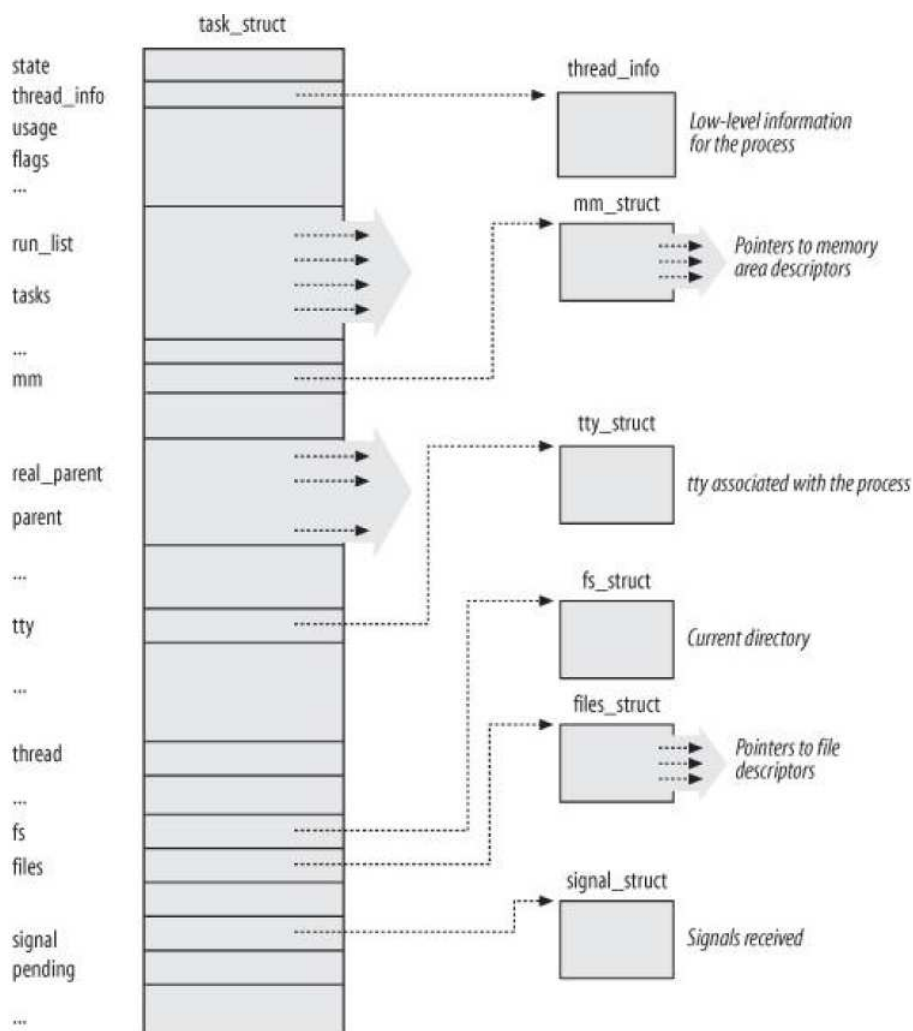 task_struct
state
thread_info
thread_info
usage
Low-level information
for the process
flags
...
mm_struct
run_list
Pointers to memory
area descriptors
tasks
...
mm
tty_struct
real_parent
tty associated with the process
parent
...
fs_struct
tty
Current directory
...
files_struct
thread
Pointers to file
descriptors
...
fs
files
signal_struct
signal
Signals received
pending
...